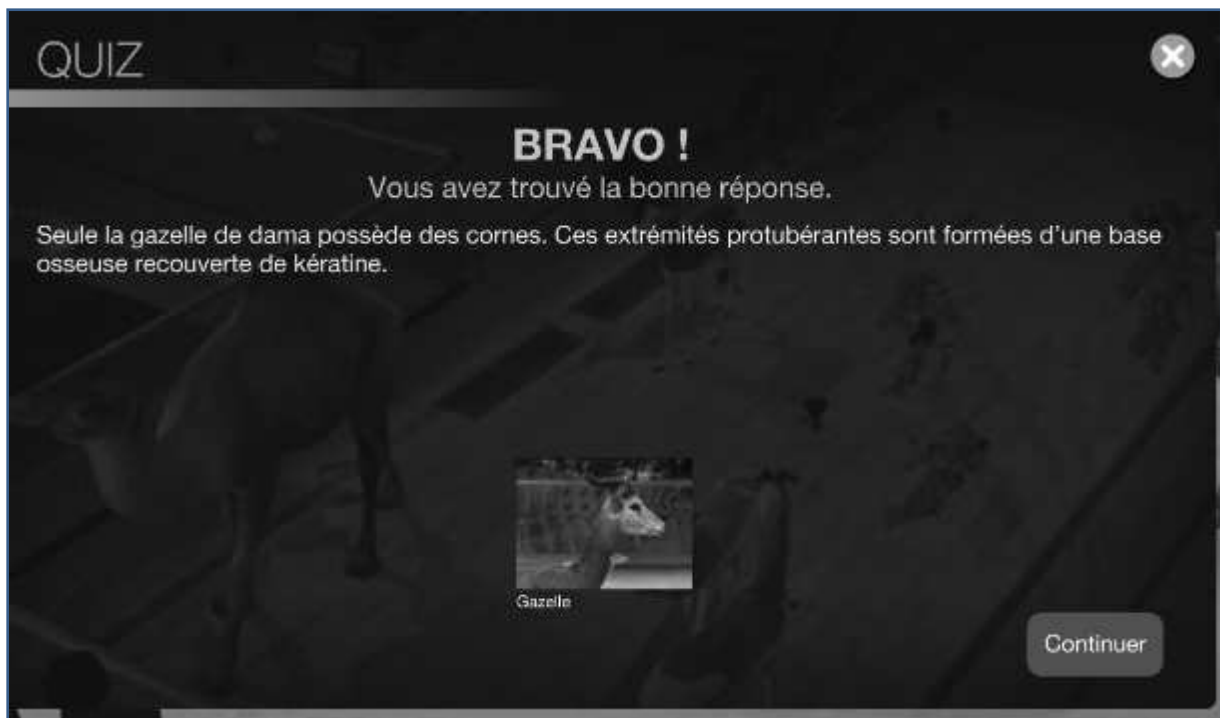 QUIZ
BRAVO !
Vous avez trouvé la bonne réponse.
Seule la gazelle de dama possède des cornes. Ces extrémités protubérantes sont formées d'une base
osseuse recouverte de kératine.
Gazelle
Continuer